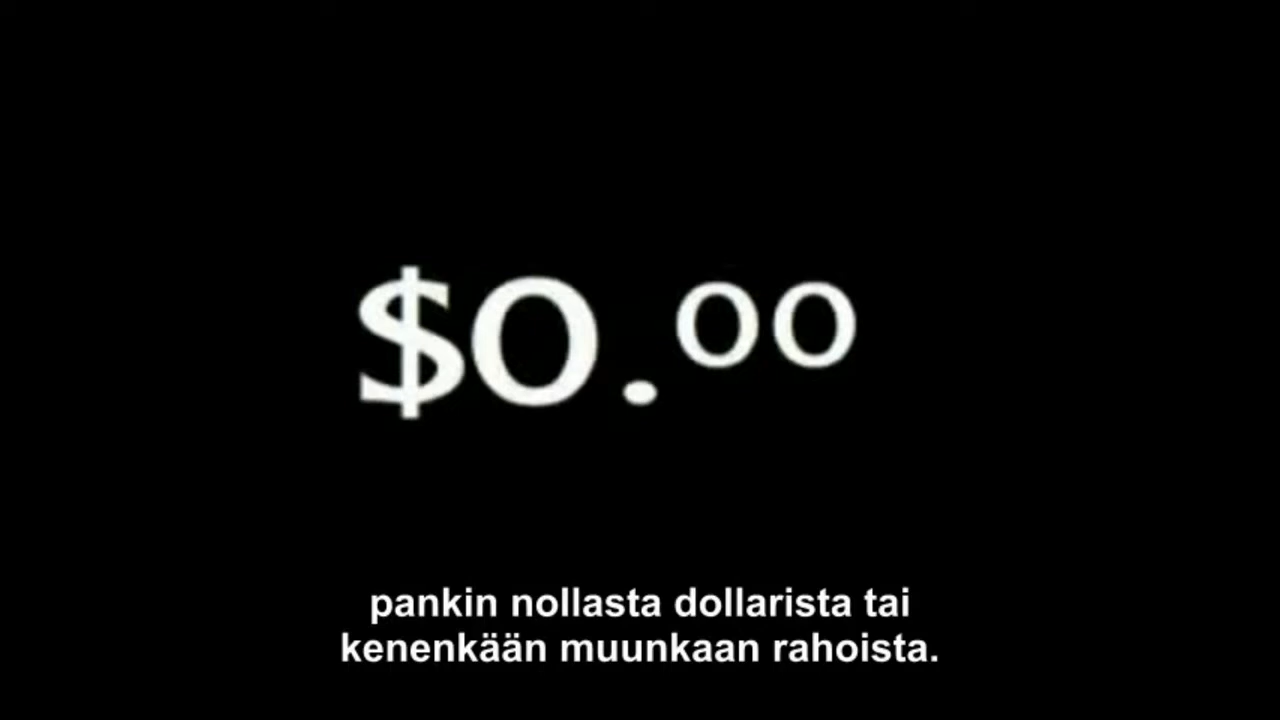 $0.00
pankin nollasta dollarista tai
kenenkään muunkaan rahoista.